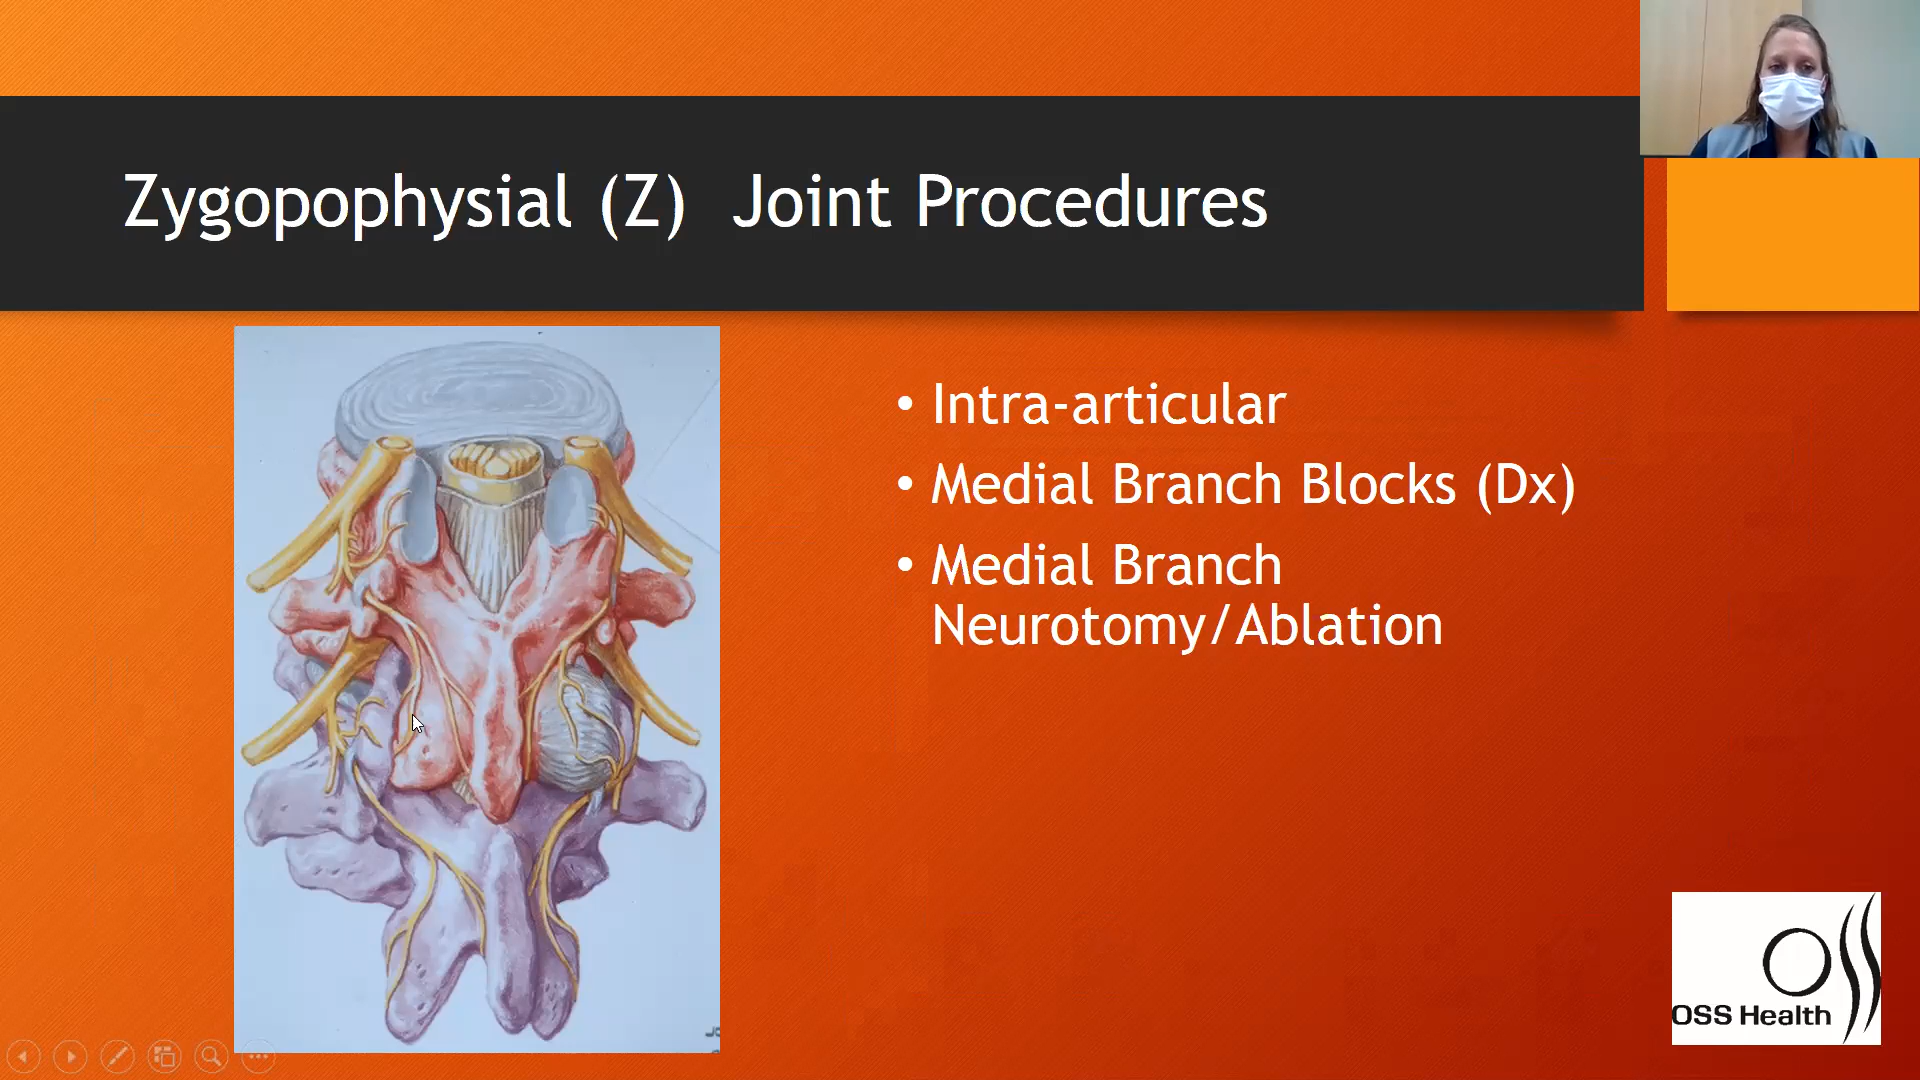 Zygopophysial (Z)  Joint Procedures
• Intra-articular
• Medial Branch Blocks (Dx)
• Medial Branch
Neurotomy/Ablation
OSS Health